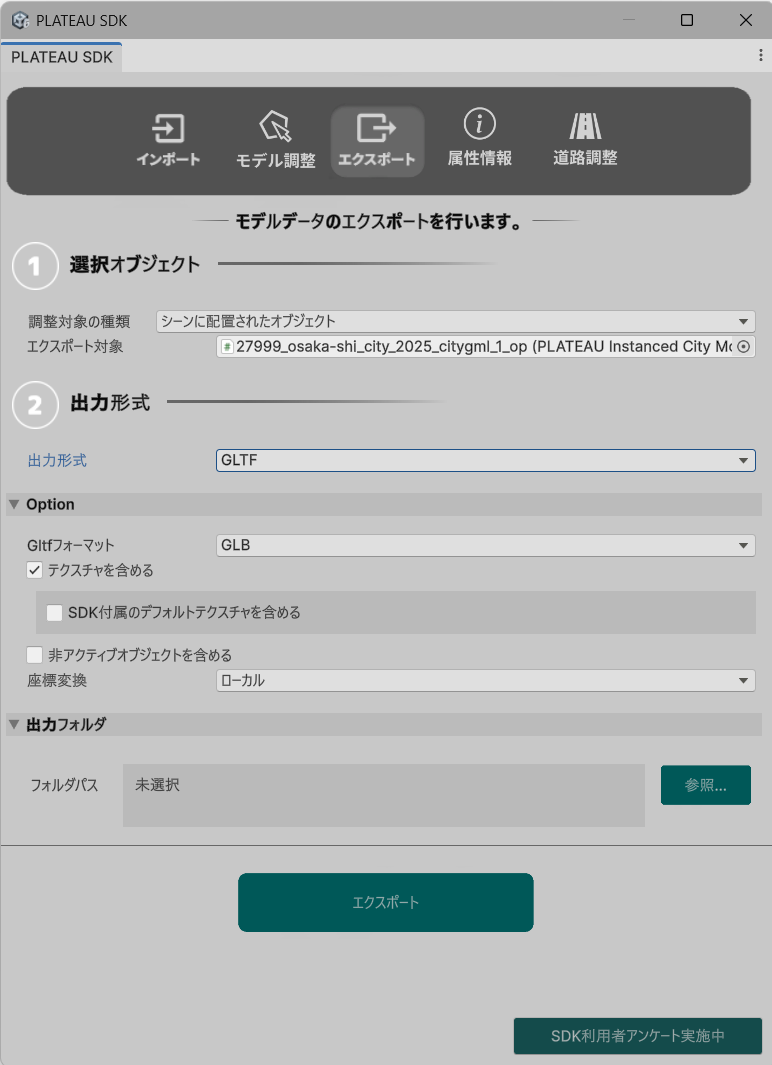 PLATEAU SDK
PLATEAU SDK
インポート
モデル調整
エクスポート
属性情報
道路調整
モデルデータのエクスポートを行います。
1 選択オブジェクト
調整対象の種類 シーンに配置されたオブジェクト
エクスポート対象 27999_osaka-shi_city_2025_citygml_1_op (PLATEAU Instanced City Mo
2 出力形式
出力形式 GLTF
Option
Gltfフォーマット GLB
テクスチャを含める
SDK付属のデフォルトテクスチャを含める
非アクティブオブジェクトを含める
座標変換 ローカル
出力フォルダ
フォルダパス 未選択 参照...
エクスポート
SDK利用者アンケート実施中